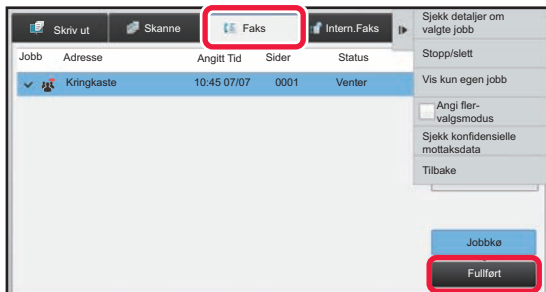 Skriv ut Skanne Faks Intern.Faks
Jobb Adresse Angitt Tid Sider Status
Kringkaste 10:45 07/07 0001 Venter
Sjekk detaljer om
valgte jobb
Stopp/slett
Vis kun egen jobb
Angi fler-
valgsmodus
Sjekk konfidensielle
mottaksdata
Tilbake
Jobbkø
Fullført